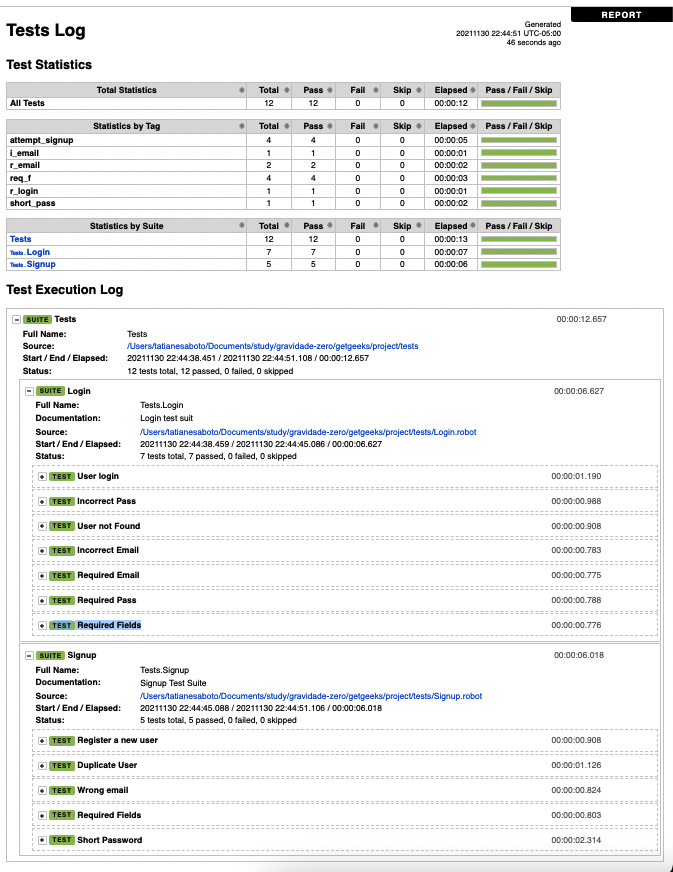 REPORT
Tests Log
Generated
20211130 22:44:51 UTC-05:00
46 seconds ago
Test Statistics
Total Statistics Total Pass Fail Skip Elapsed Pass / Fail / Skip
All Tests 12 12 0 0 00:00:12
Statistics by Tag Total Pass Fail Skip Elapsed Pass / Fail / Skip
attempt_signup 4 4 0 0 00:00:05
i_email 1 1 0 0 00:00:01
r_email 2 2 0 0 00:00:02
req_f 4 4 0 0 00:00:03
r_login 1 1 0 0 00:00:01
short_pass 1 1 0 0 00:00:02
Statistics by Suite Total Pass Fail Skip Elapsed Pass / Fail / Skip
Tests 12 12 0 0 00:00:13
Tests.Login 7 7 0 0 00:00:07
Tests.Signup 5 5 0 0 00:00:06
Test Execution Log
SUITE Tests 00:00:12.657
Full Name: Tests
Source: /Users/tatianesaboto/Documents/study/gravidade-zero/getgeeks/project/tests
Start / End / Elapsed: 20211130 22:44:38.451 / 20211130 22:44:51.108 / 00:00:12.657
Status: 12 tests total, 12 passed, 0 failed, 0 skipped
SUITE Login 00:00:06.627
Full Name: Tests.Login
Documentation: Login test suit
Source: /Users/tatianesaboto/Documents/study/gravidade-zero/getgeeks/project/tests/Login.robot
Start / End / Elapsed: 20211130 22:44:38.459 / 20211130 22:44:45.086 / 00:00:06.627
Status: 7 tests total, 7 passed, 0 failed, 0 skipped
TEST User login 00:00:01.190
TEST Incorrect Pass 00:00:00.988
TEST User not Found 00:00:00.908
TEST Incorrect Email 00:00:00.783
TEST Required Email 00:00:00.775
TEST Required Pass 00:00:00.788
TEST Required Fields 00:00:00.776
SUITE Signup 00:00:06.018
Full Name: Tests.Signup
Documentation: Signup Test Suite
Source: /Users/tatianesaboto/Documents/study/gravidade-zero/getgeeks/project/tests/Signup.robot
Start / End / Elapsed: 20211130 22:44:45.088 / 20211130 22:44:51.106 / 00:00:06.018
Status: 5 tests total, 5 passed, 0 failed, 0 skipped
TEST Register a new user 00:00:00.908
TEST Duplicate User 00:00:01.126
TEST Wrong email 00:00:00.824
TEST Required Fields 00:00:00.803
TEST Short Password 00:00:02.314